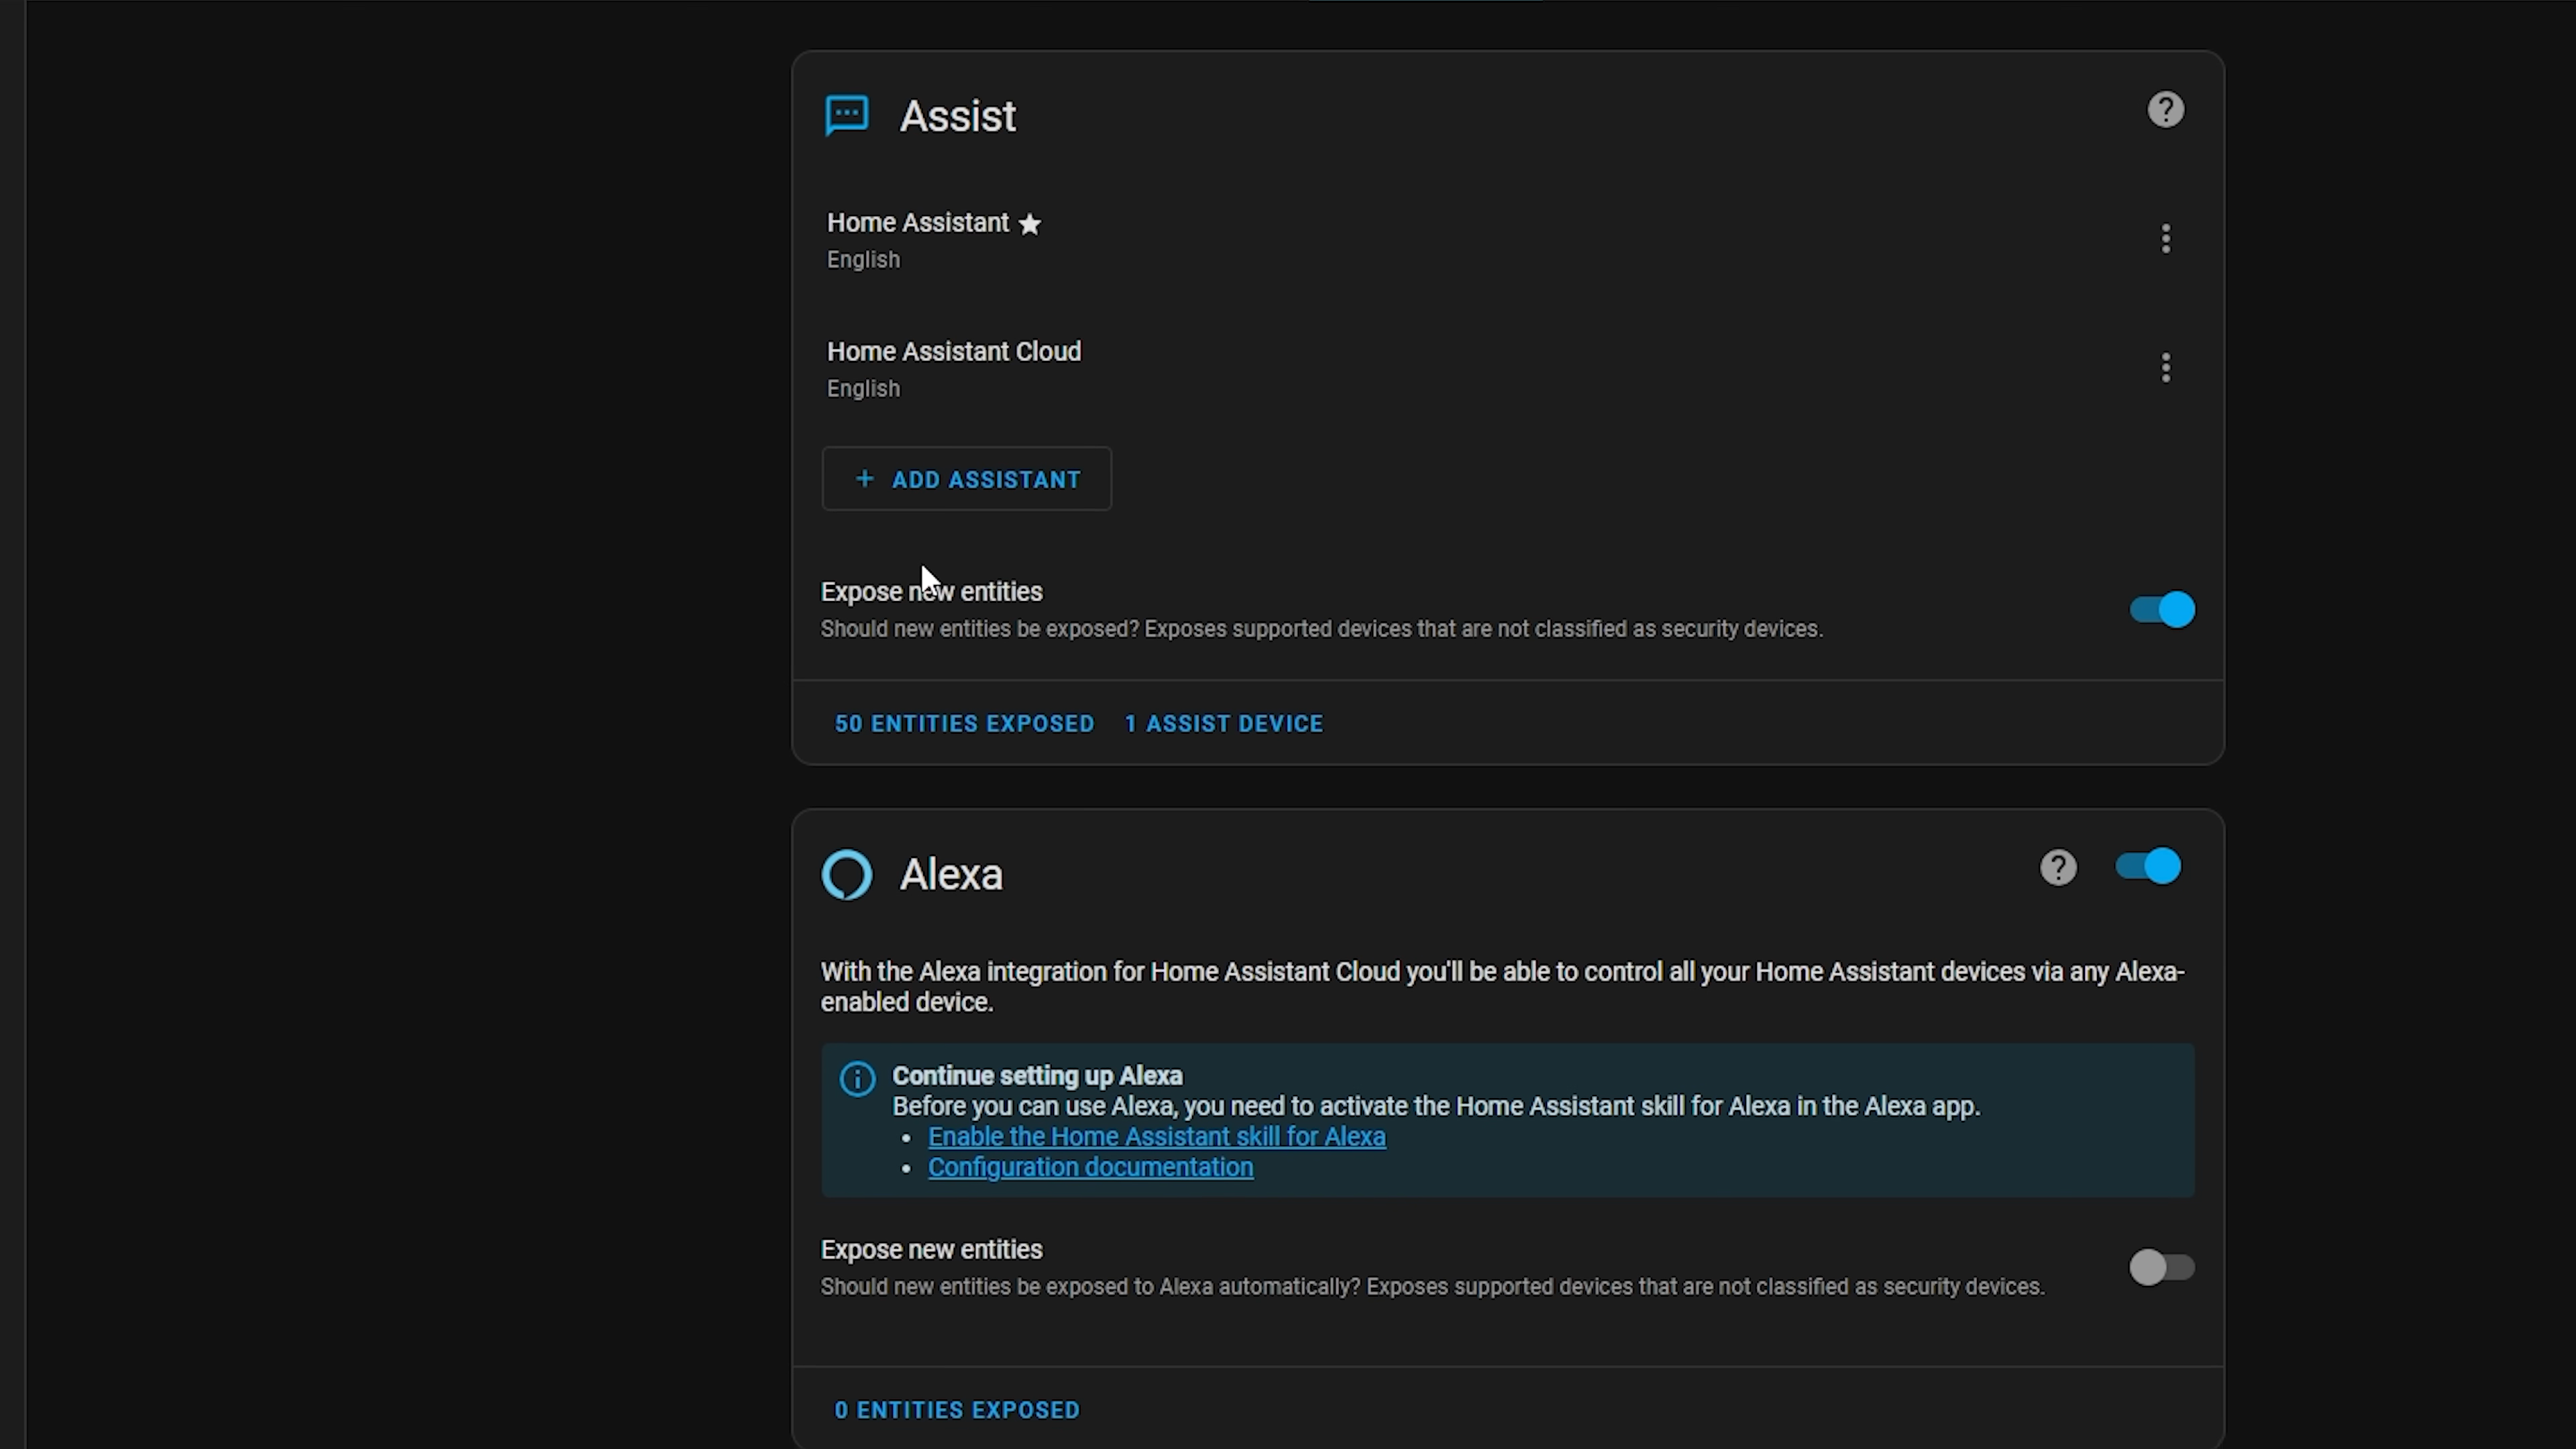 Assist
Home Assistant
English
Home Assistant Cloud
English
+ ADD ASSISTANT
Expose new entities
Should new entities be exposed? Exposes supported devices that are not classified as security devices.
50 ENTITIES EXPOSED 1 ASSIST DEVICE
Alexa
With the Alexa integration for Home Assistant Cloud you'll be able to control all your Home Assistant devices via any Alexa-
enabled device.
Continue setting up Alexa
Before you can use Alexa, you need to activate the Home Assistant skill for Alexa in the Alexa app.
• Enable the Home Assistant skill for Alexa
• Configuration documentation
Expose new entities
Should new entities be exposed to Alexa automatically? Exposes supported devices that are not classified as security devices.
0 ENTITIES EXPOSED